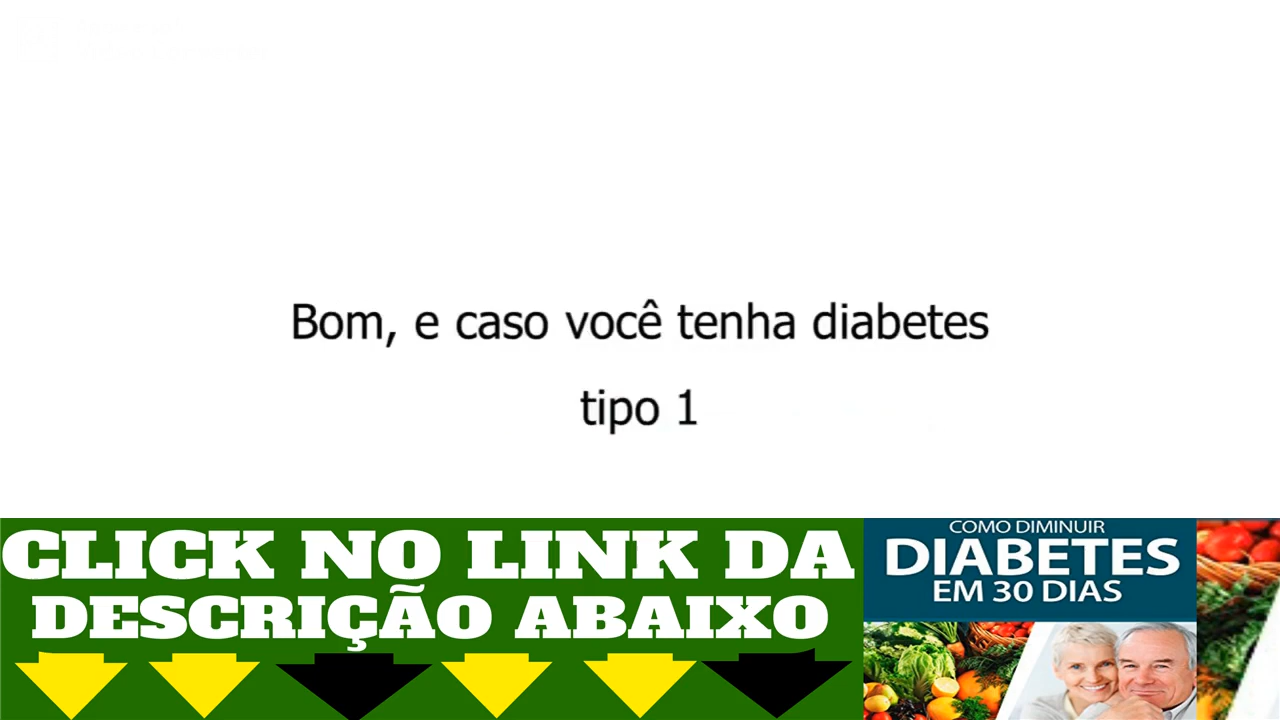 Bom, e caso você tenha diabetes
tipo 1
CLICK NO LINK DA
DESCRIÇÃO ABAIXO
COMO DIMINUIR
DIABETES
EM 30 DIAS